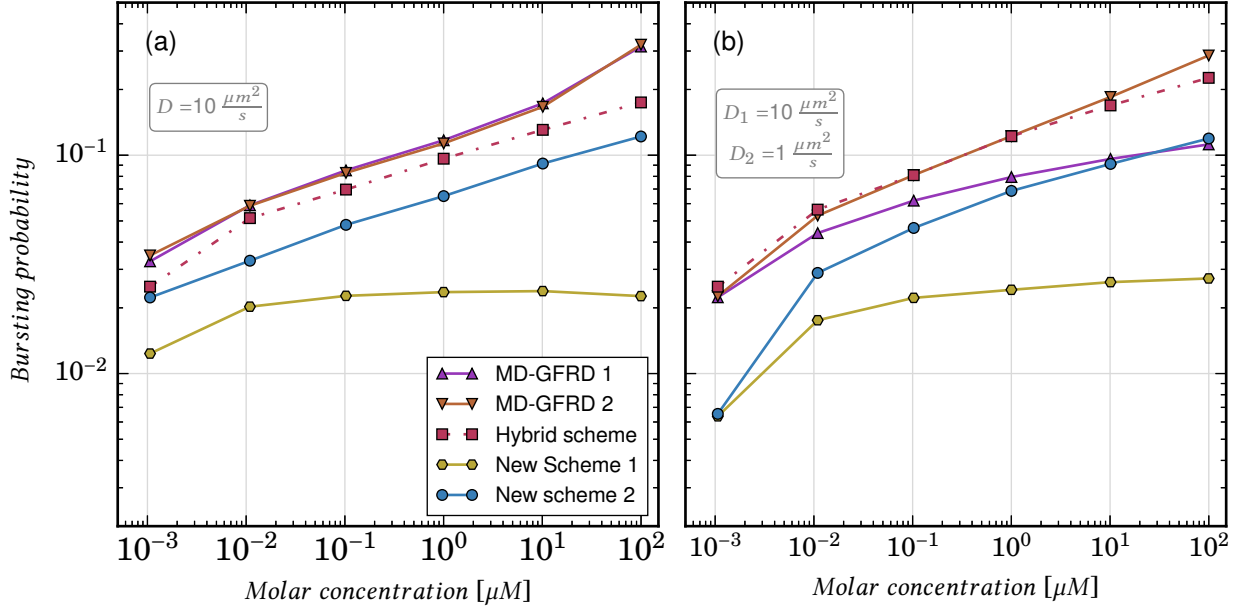 (a)
D = 10 μm²/s
Bursting probability
10⁻¹
10⁻²
MD-GFRD 1
MD-GFRD 2
Hybrid scheme
New Scheme 1
New scheme 2
10⁻³ 10⁻² 10⁻¹ 10⁰ 10¹ 10²
Molar concentration [μM]
(b)
D₁ = 10 μm²/s
D₂ = 1 μm²/s
10⁻³ 10⁻² 10⁻¹ 10⁰ 10¹ 10²
Molar concentration [μM]